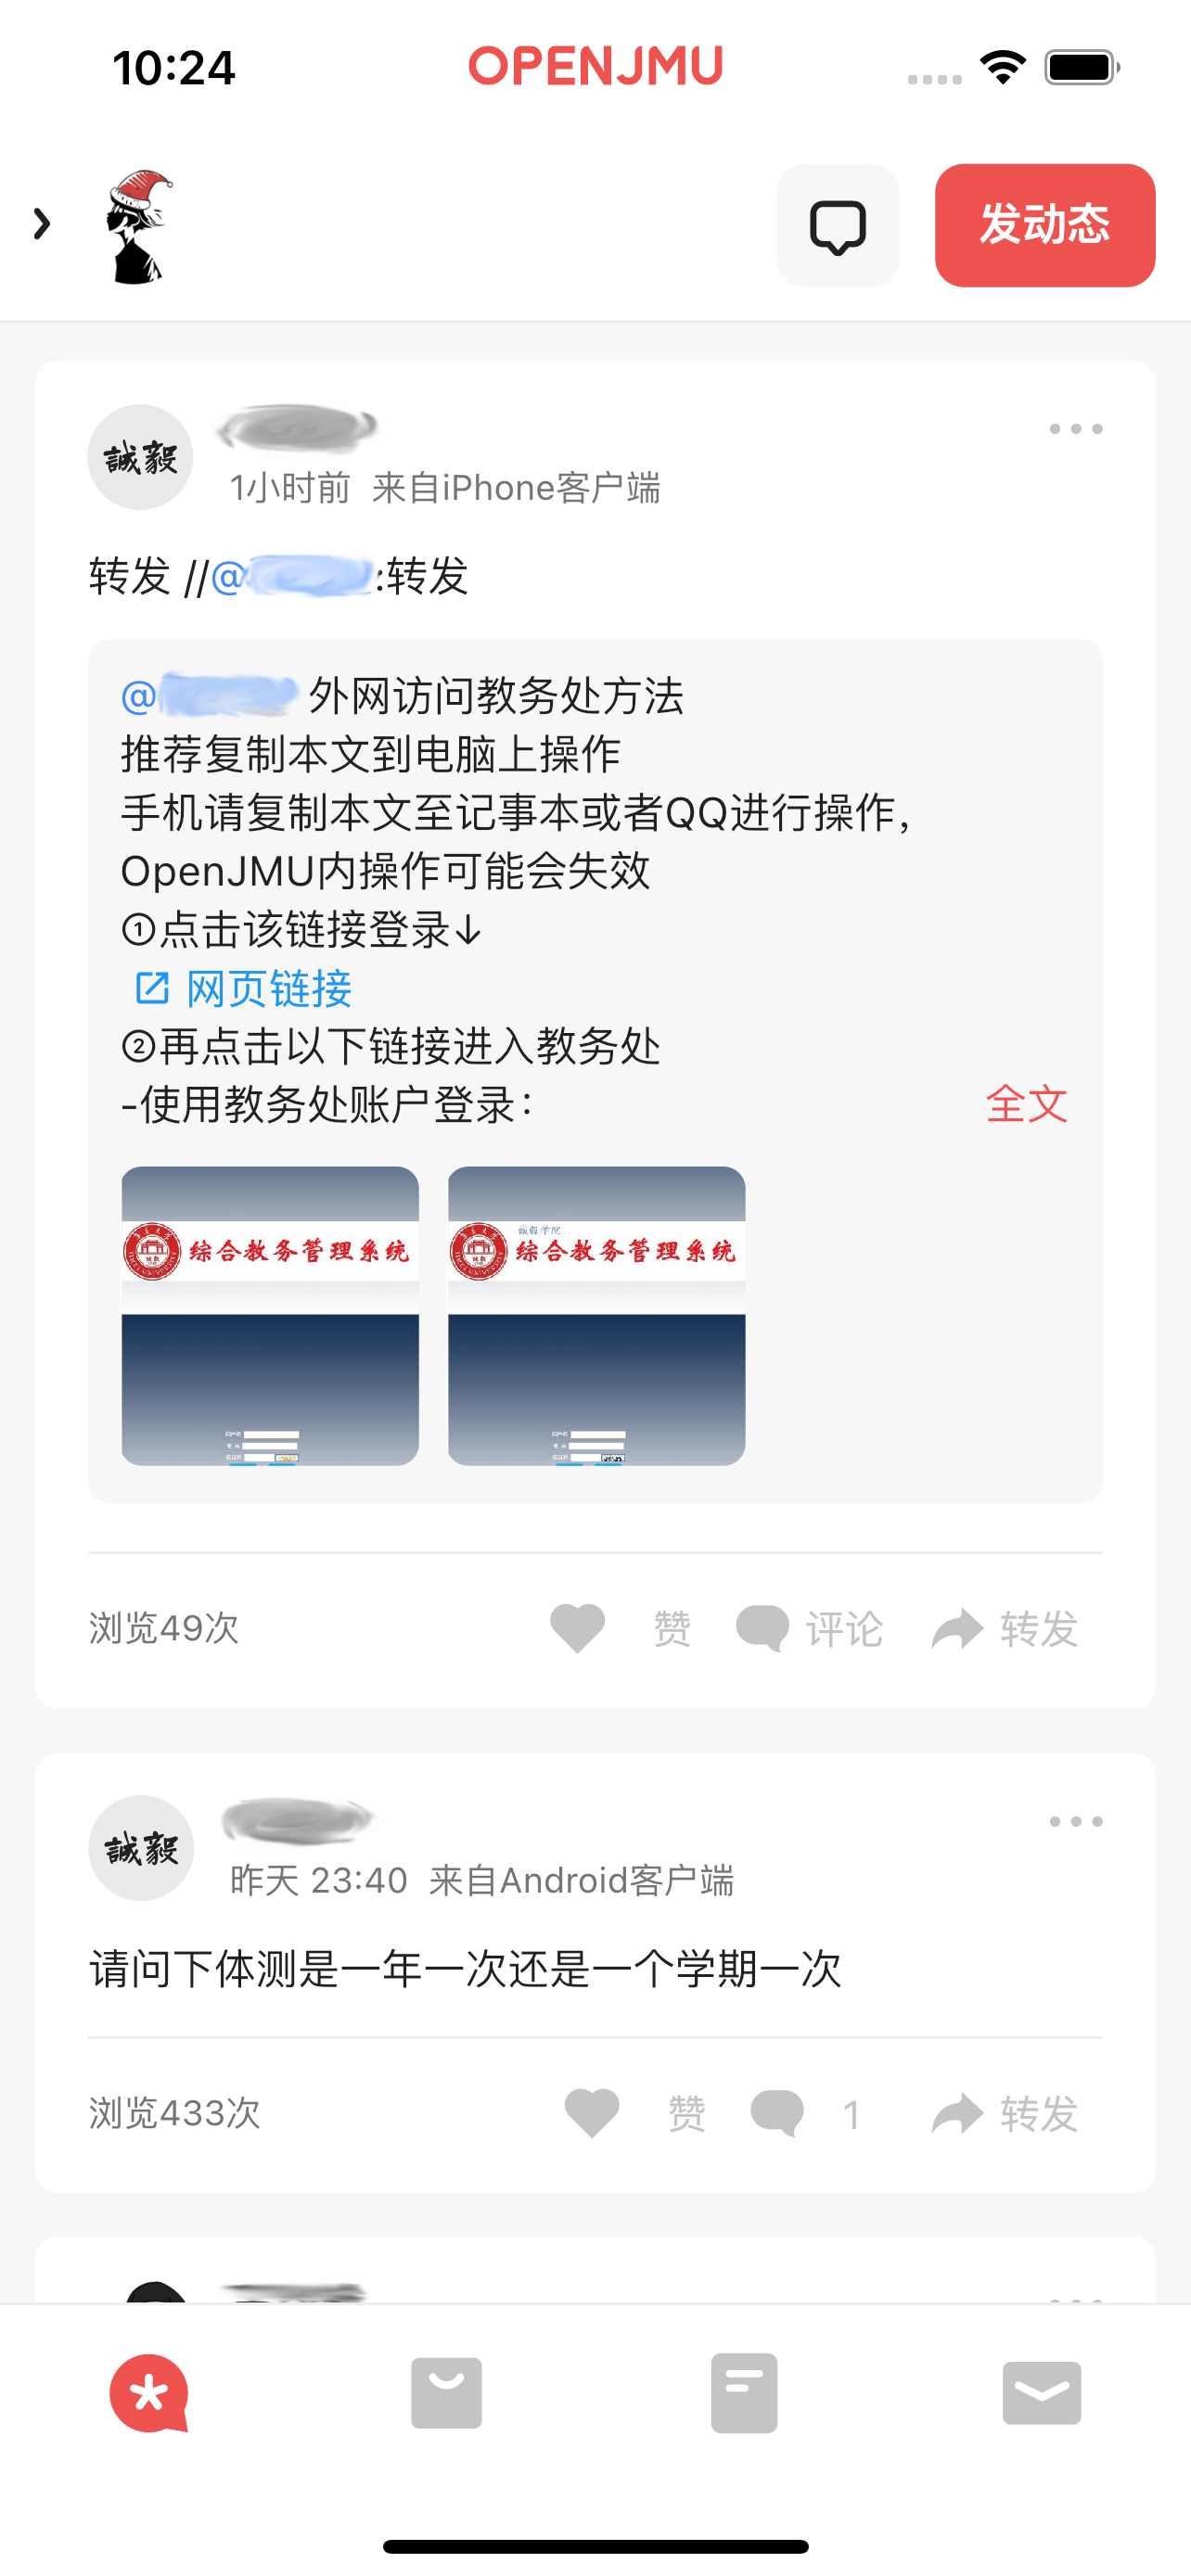 10:24
OPENJMU
发动态
誠毅
1小时前 来自iPhone客户端
转发 //@:转发
@ 外网访问教务处方法
推荐复制本文到电脑上操作
手机请复制本文至记事本或者QQ进行操作，
OpenJMU内操作可能会失效
①点击该链接登录↓
网页链接
②再点击以下链接进入教务处
-使用教务处账户登录： 全文
综合教务管理系统
诚毅学院
综合教务管理系统
浏览49次 赞 评论 转发
誠毅
昨天 23:40 来自Android客户端
请问下体测是一年一次还是一个学期一次
浏览433次 赞 1 转发